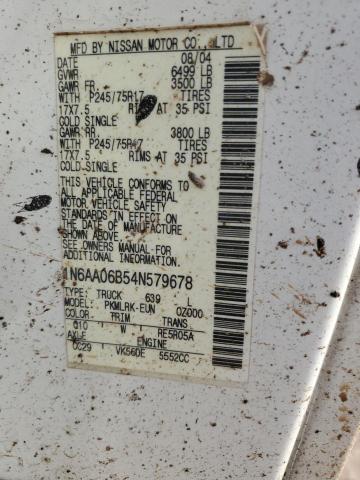 MFD BY NISSAN MOTOR CO., LTD
DATE 08/04
GVWR 6499 LB
GAWR FR 3500 LB
WITH P245/75R17 TIRES
17X7.5 RIMS AT 35 PSI
COLD SINGLE
GAWR RR 3800 LB
WITH P245/75R17 TIRES
17X7.5 RIMS AT 35 PSI
COLD SINGLE
THIS VEHICLE CONFORMS TO
ALL APPLICABLE FEDERAL
MOTOR VEHICLE SAFETY
STANDARDS IN EFFECT ON THE
DATE OF MANUFACTURE
SHOWN ABOVE.
SEE OWNERS MANUAL FOR
ADDITIONAL INFORMATION.
1N6AA06B54N579678
TYPE: TRUCK 639 L
MODEL: PKMLRK-EUN 0Z000
COLOR: TRIM TRANS
010 W RE5R05A
AXLE ENGINE
CC29 VK56DE 5552CC